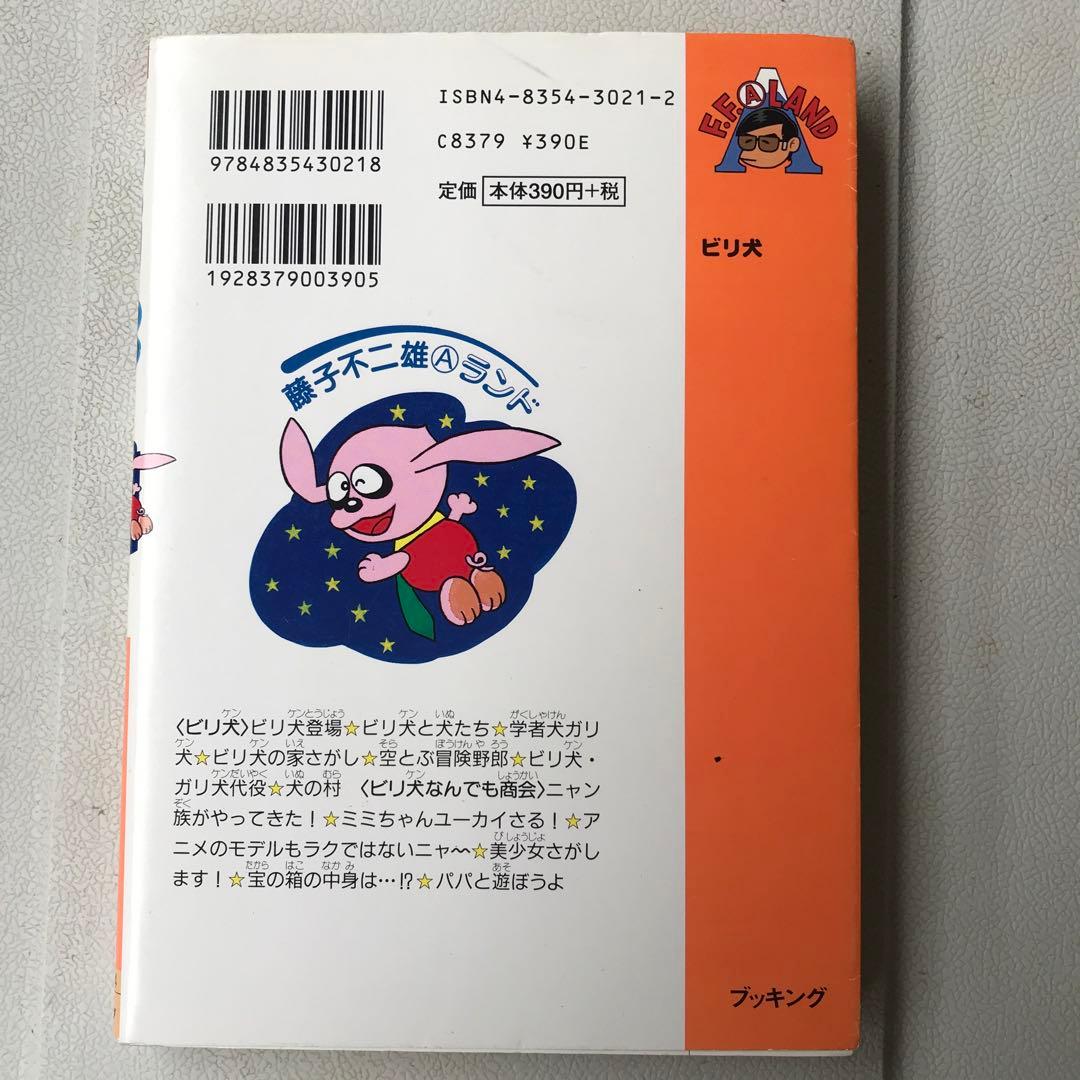 ISBN4-8354-3021-2
9784835430218
C8379 ¥390E
定価 本体390円+税
1928379003905
F.F.Ⓐ LAND
ビリ犬
藤子不二雄Ⓐランド
〈ビリ犬〉ビリ犬登場★ビリ犬と犬たち★学者犬ガリ
犬★ビリ犬の家さがし★空とぶ冒険野郎★ビリ犬・
ガリ犬代役★犬の村 〈ビリ犬なんでも商会〉ニャン
族がやってきた!★ミミちゃんユーカイさる!★ア
ニメのモデルもラクではないニャ〜★美少女さがし
ます!★宝の箱の中身は…!?★パパと遊ぼうよ
ブッキング